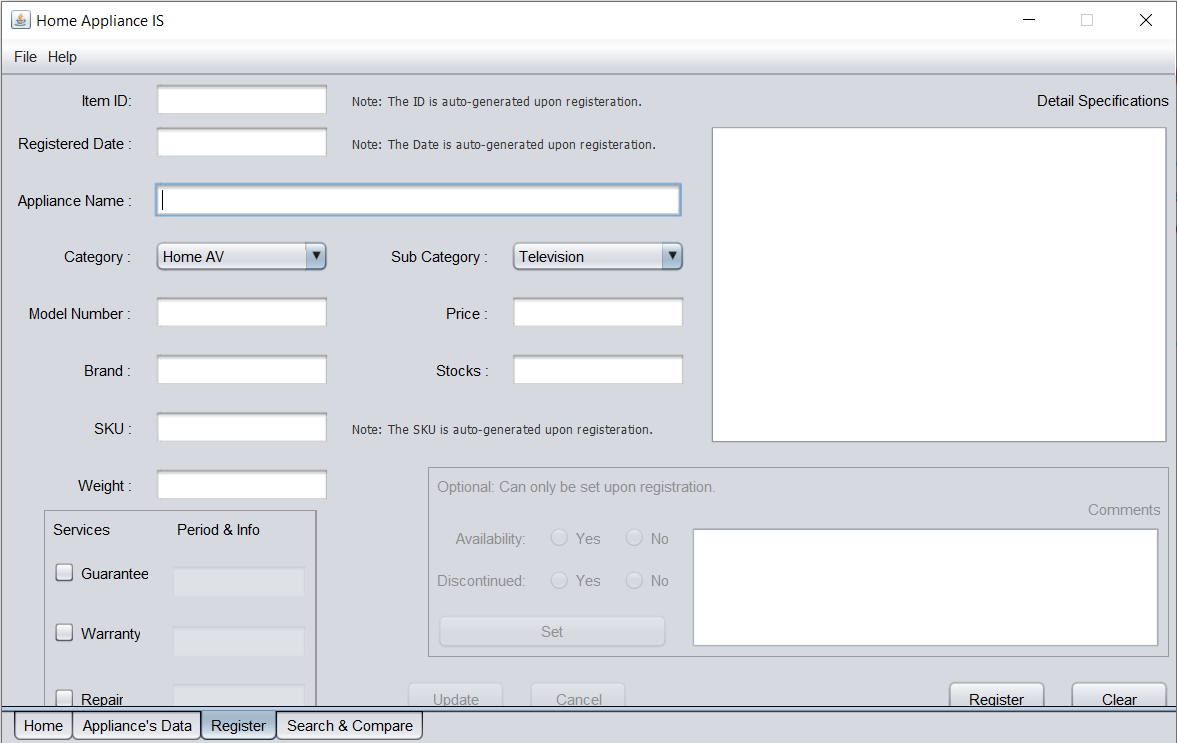 Home Appliance IS
File Help
Item ID:
Note: The ID is auto-generated upon registeration.
Detail Specifications
Registered Date :
Note: The Date is auto-generated upon registeration.
Appliance Name :
Category : Home AV
Sub Category : Television
Model Number :
Price :
Brand :
Stocks :
SKU :
Note: The SKU is auto-generated upon registeration.
Weight :
Optional: Can only be set upon registration.
Comments
Services Period & Info
Availability: Yes No
Guarantee
Discontinued: Yes No
Set
Warranty
Repair
Update Cancel Register Clear
Home Appliance's Data Register Search & Compare